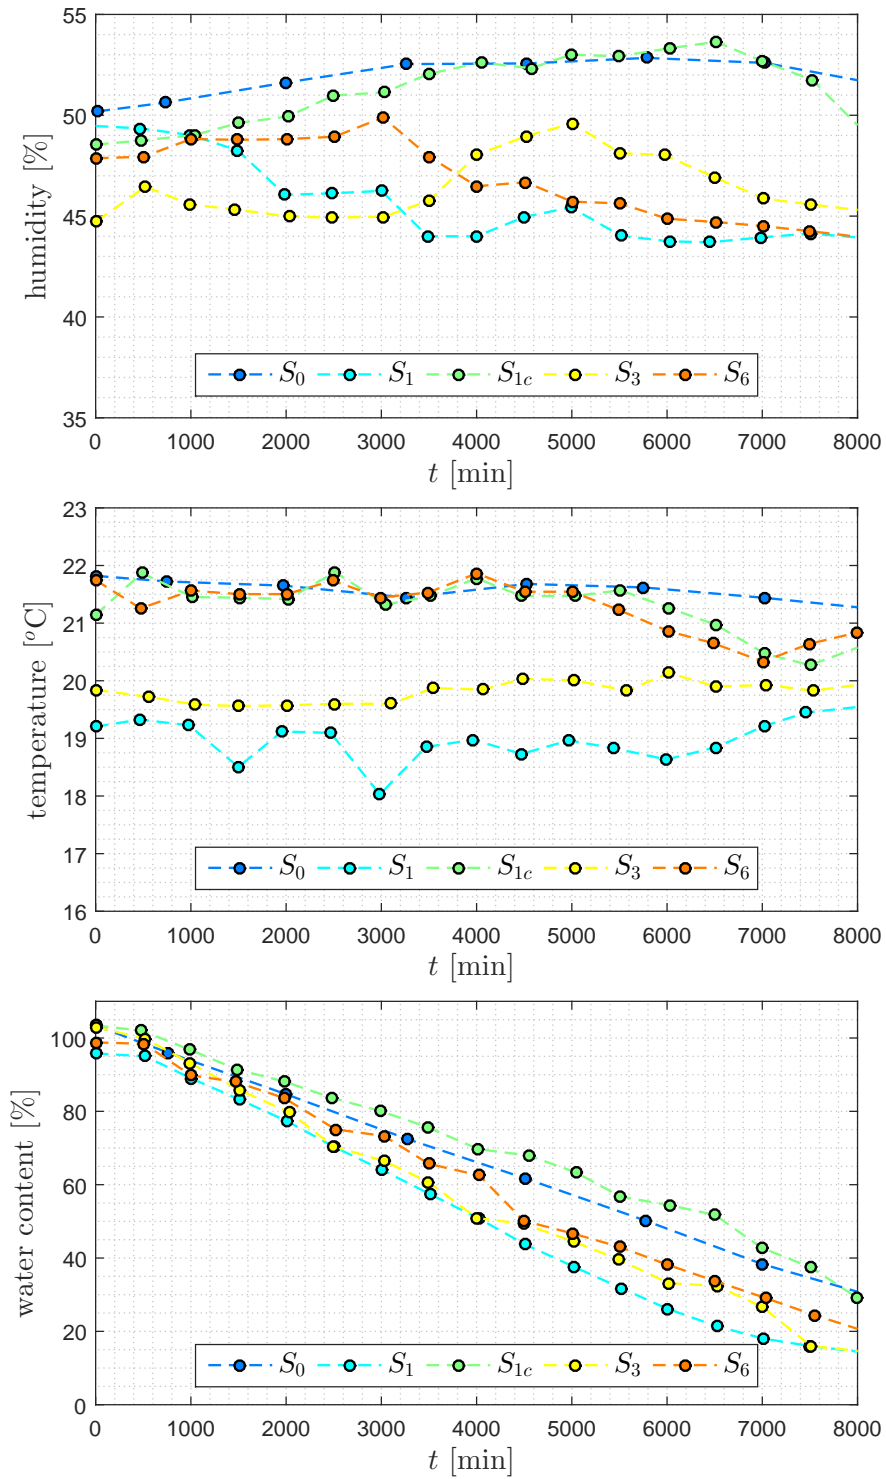 55
50
45
40
35
humidity [%]
S₀ S₁ S₁c S₃ S₆
0 1000 2000 3000 4000 5000 6000 7000 8000
t [min]
23
22
21
20
19
18
17
16
temperature [°C]
S₀ S₁ S₁c S₃ S₆
0 1000 2000 3000 4000 5000 6000 7000 8000
t [min]
100
80
60
40
20
0
water content [%]
S₀ S₁ S₁c S₃ S₆
0 1000 2000 3000 4000 5000 6000 7000 8000
t [min]